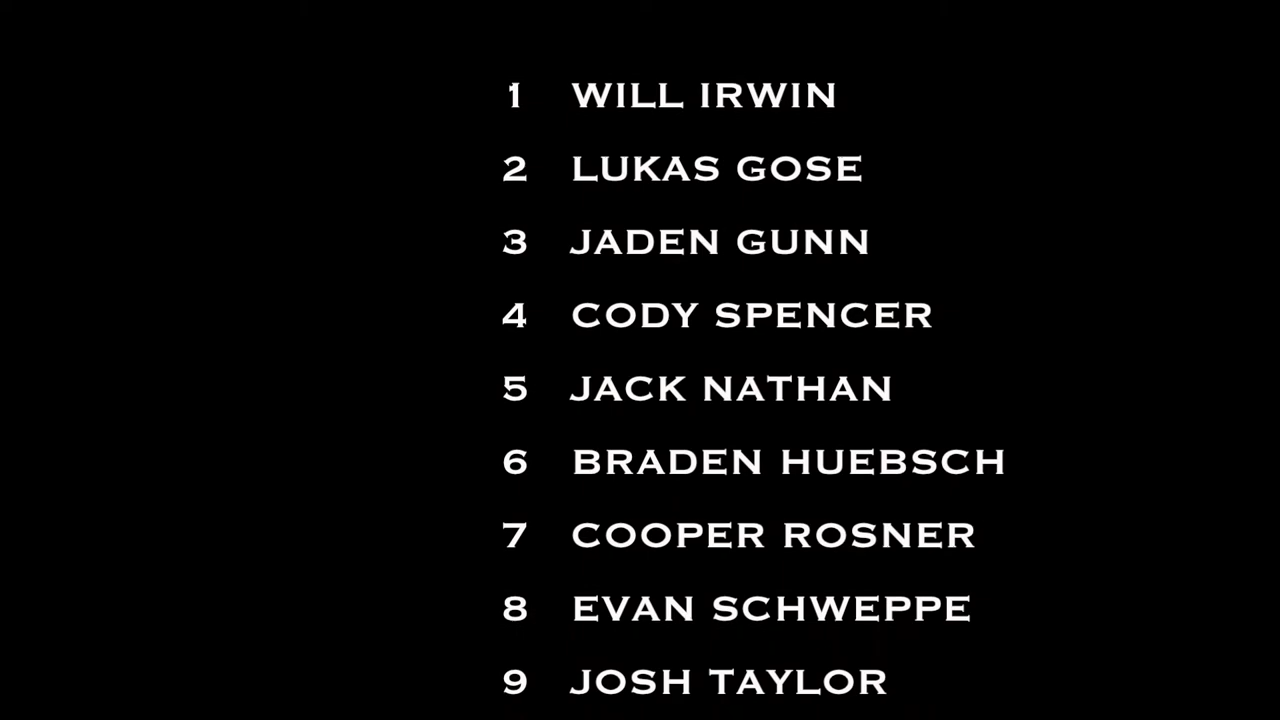 1 WILL IRWIN
2 LUKAS GOSE
3 JADEN GUNN
4 CODY SPENCER
5 JACK NATHAN
6 BRADEN HUEBSCH
7 COOPER ROSNER
8 EVAN SCHWEPPE
9 JOSH TAYLOR